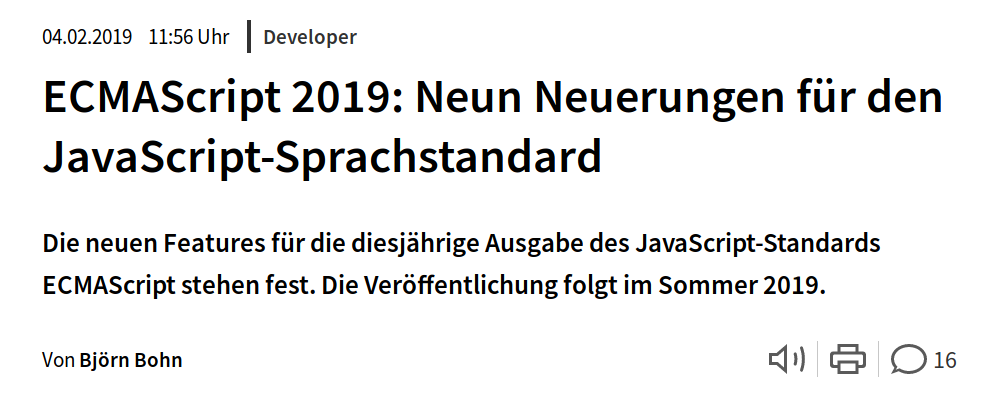 04.02.2019 11:56 Uhr Developer
ECMAScript 2019: Neun Neuerungen für den
JavaScript-Sprachstandard
Die neuen Features für die diesjährige Ausgabe des JavaScript-Standards
ECMAScript stehen fest. Die Veröffentlichung folgt im Sommer 2019.
Von Björn Bohn 16